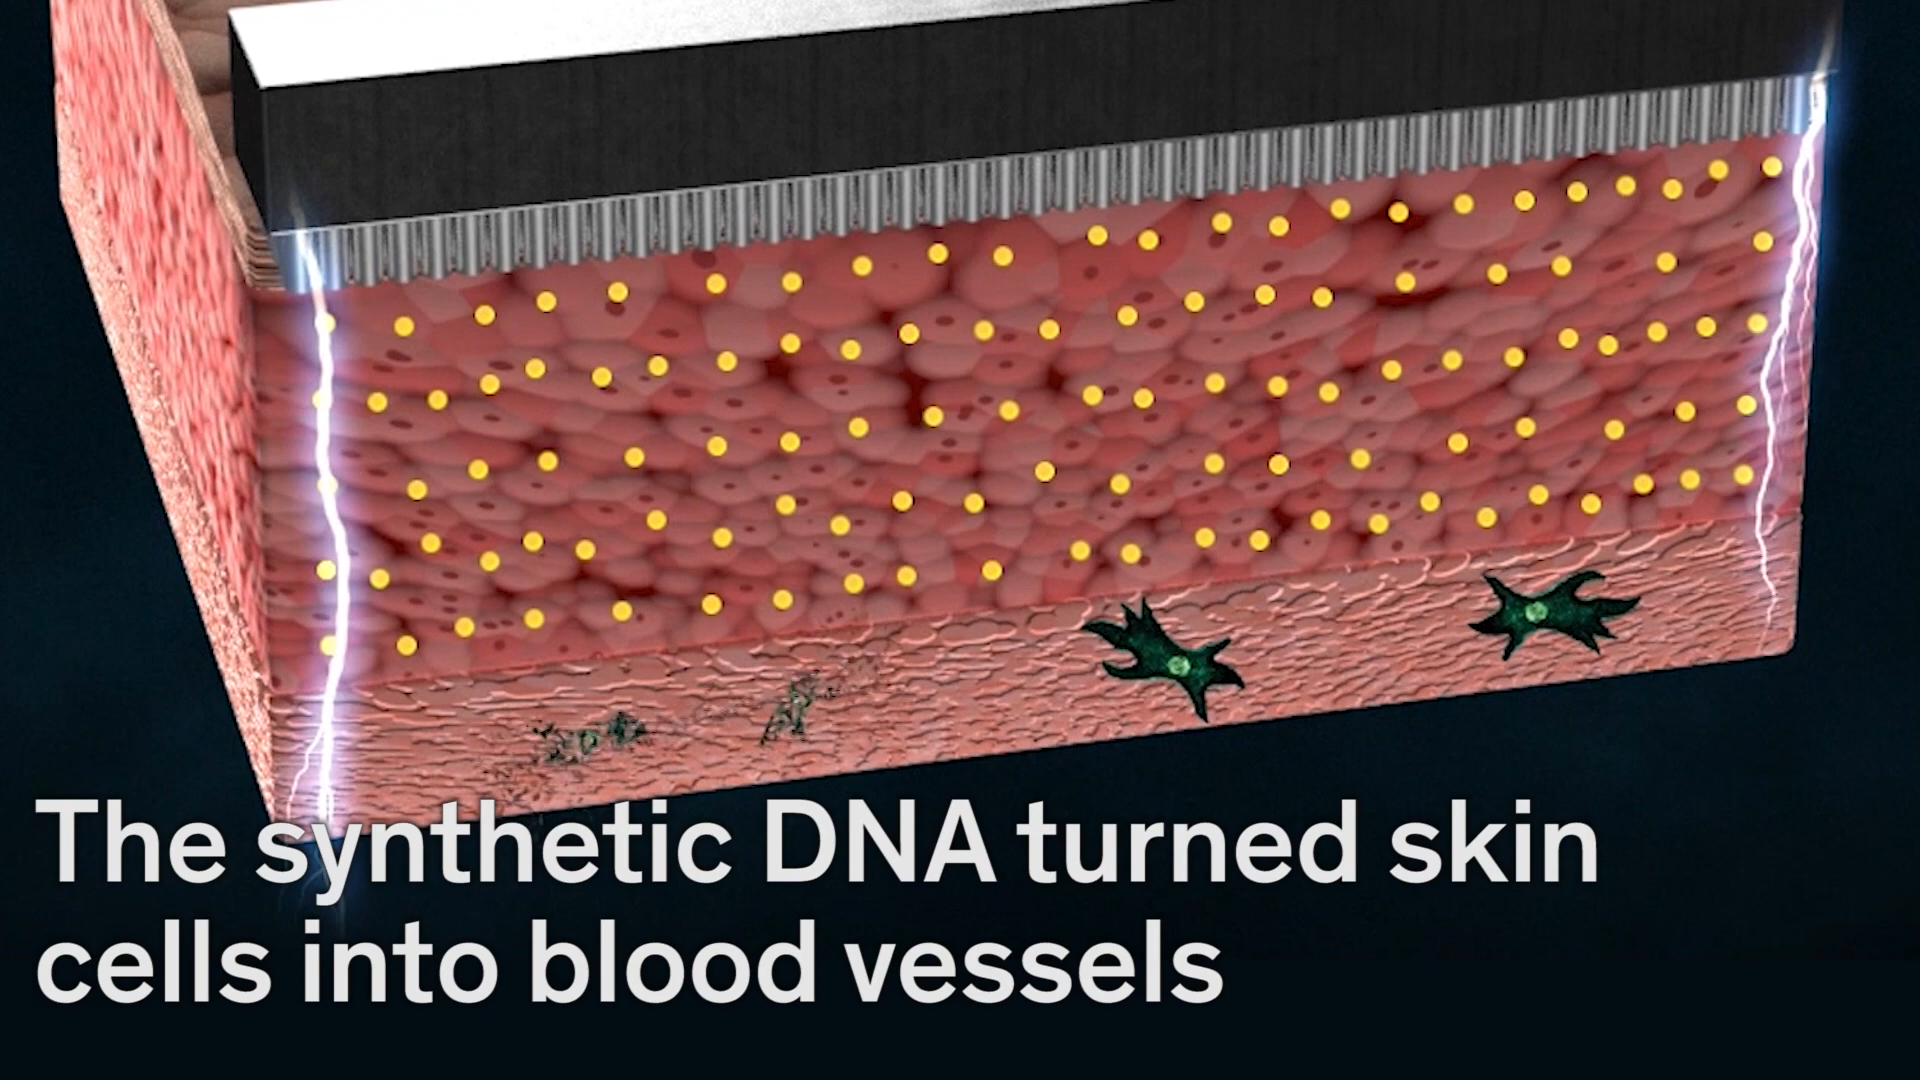 The synthetic DNA turned skin
cells into blood vessels